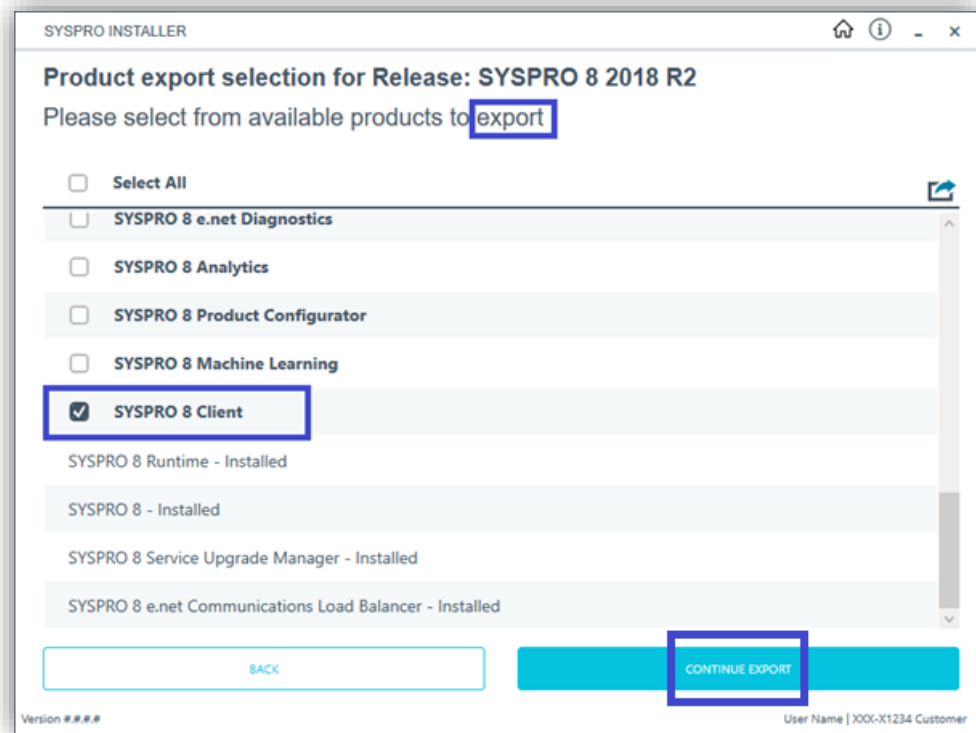 SYSPRO INSTALLER
Product export selection for Release: SYSPRO 8 2018 R2
Please select from available products to export
Select All
SYSPRO 8 e.net Diagnostics
SYSPRO 8 Analytics
SYSPRO 8 Product Configurator
SYSPRO 8 Machine Learning
SYSPRO 8 Client
SYSPRO 8 Runtime - Installed
SYSPRO 8 - Installed
SYSPRO 8 Service Upgrade Manager - Installed
SYSPRO 8 e.net Communications Load Balancer - Installed
BACK CONTINUE EXPORT
Version #.#.#.# User Name | XXX-X1234 Customer